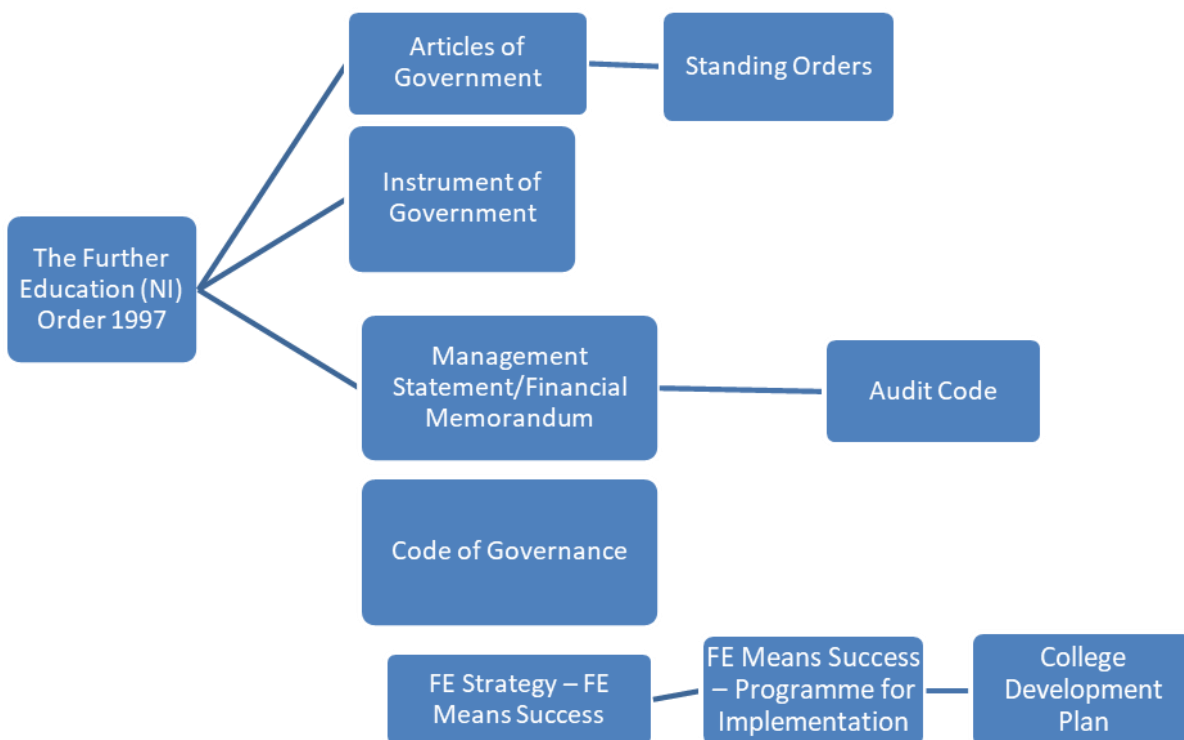 Articles of
Government
Standing Orders
Instrument of
Government
The Further
Education (NI)
Order 1997
Management
Statement/Financial
Memorandum
Audit Code
Code of Governance
FE Strategy – FE
Means Success
FE Means Success
– Programme for
Implementation
College
Development
Plan